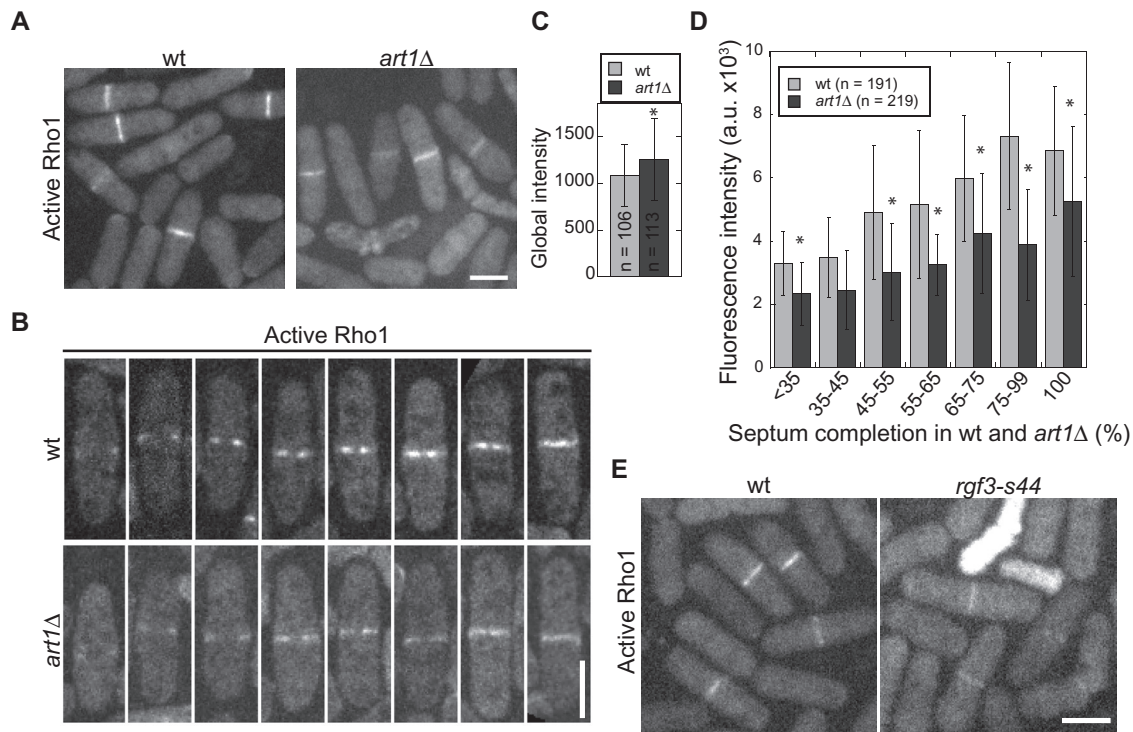 A
wt
art1Δ
Active Rho1
B
Active Rho1
wt
art1Δ
C
wt
art1Δ
Global intensity
1500
1000
500
0
*
n = 106
n = 113
D
Fluorescence intensity (a.u. x10³)
10
8
6
4
2
0
wt (n = 191)
art1Δ (n = 219)
* * * * * *
<35 35-45 45-55 55-65 65-75 75-99 100
Septum completion in wt and art1Δ (%)
E
wt
rgf3-s44
Active Rho1